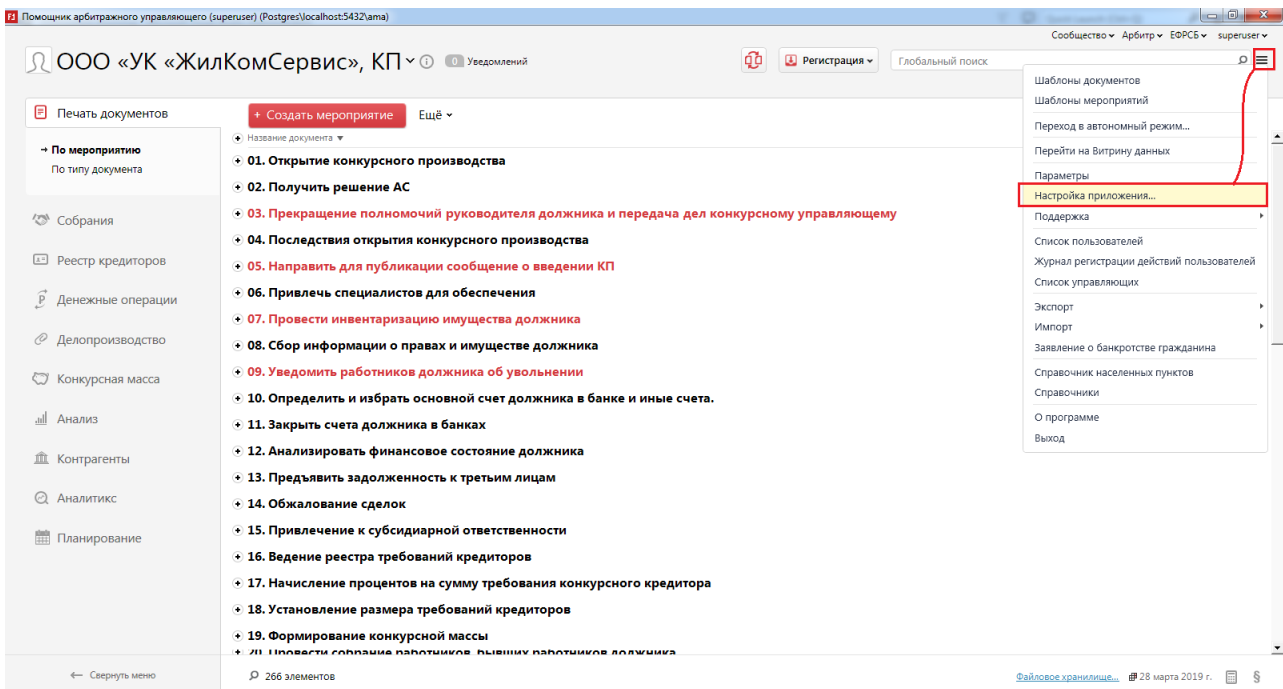 Помощник арбитражного управляющего (superuser) (Postgres\localhost:5432\ama)
Сообщество Арбитр ЕФРСБ superuser
ООО «УК «ЖилКомСервис», КП 0 Уведомлений
Регистрация Глобальный поиск
Печать документов
→ По мероприятию
По типу документа
Собрания
Реестр кредиторов
Денежные операции
Делопроизводство
Конкурсная масса
Анализ
Контрагенты
Аналитикс
Планирование
← Свернуть меню
+ Создать мероприятие Ещё
Название документа
01. Открытие конкурсного производства
02. Получить решение АС
03. Прекращение полномочий руководителя должника и передача дел конкурсному управляющему
04. Последствия открытия конкурсного производства
05. Направить для публикации сообщение о введении КП
06. Привлечь специалистов для обеспечения
07. Провести инвентаризацию имущества должника
08. Сбор информации о правах и имуществе должника
09. Уведомить работников должника об увольнении
10. Определить и избрать основной счет должника в банке и иные счета.
11. Закрыть счета должника в банках
12. Анализировать финансовое состояние должника
13. Предъявить задолженность к третьим лицам
14. Обжалование сделок
15. Привлечение к субсидиарной ответственности
16. Ведение реестра требований кредиторов
17. Начисление процентов на сумму требования конкурсного кредитора
18. Установление размера требований кредиторов
19. Формирование конкурсной массы
20. Провести собрание работников, бывших работников должника
Шаблоны документов
Шаблоны мероприятий
Переход в автономный режим...
Перейти на Витрину данных
Параметры
Настройка приложения...
Поддержка
Список пользователей
Журнал регистрации действий пользователей
Список управляющих
Экспорт
Импорт
Заявление о банкротстве гражданина
Справочник населенных пунктов
Справочники
О программе
Выход
266 элементов
Файловое хранилище... 28 марта 2019 г. §